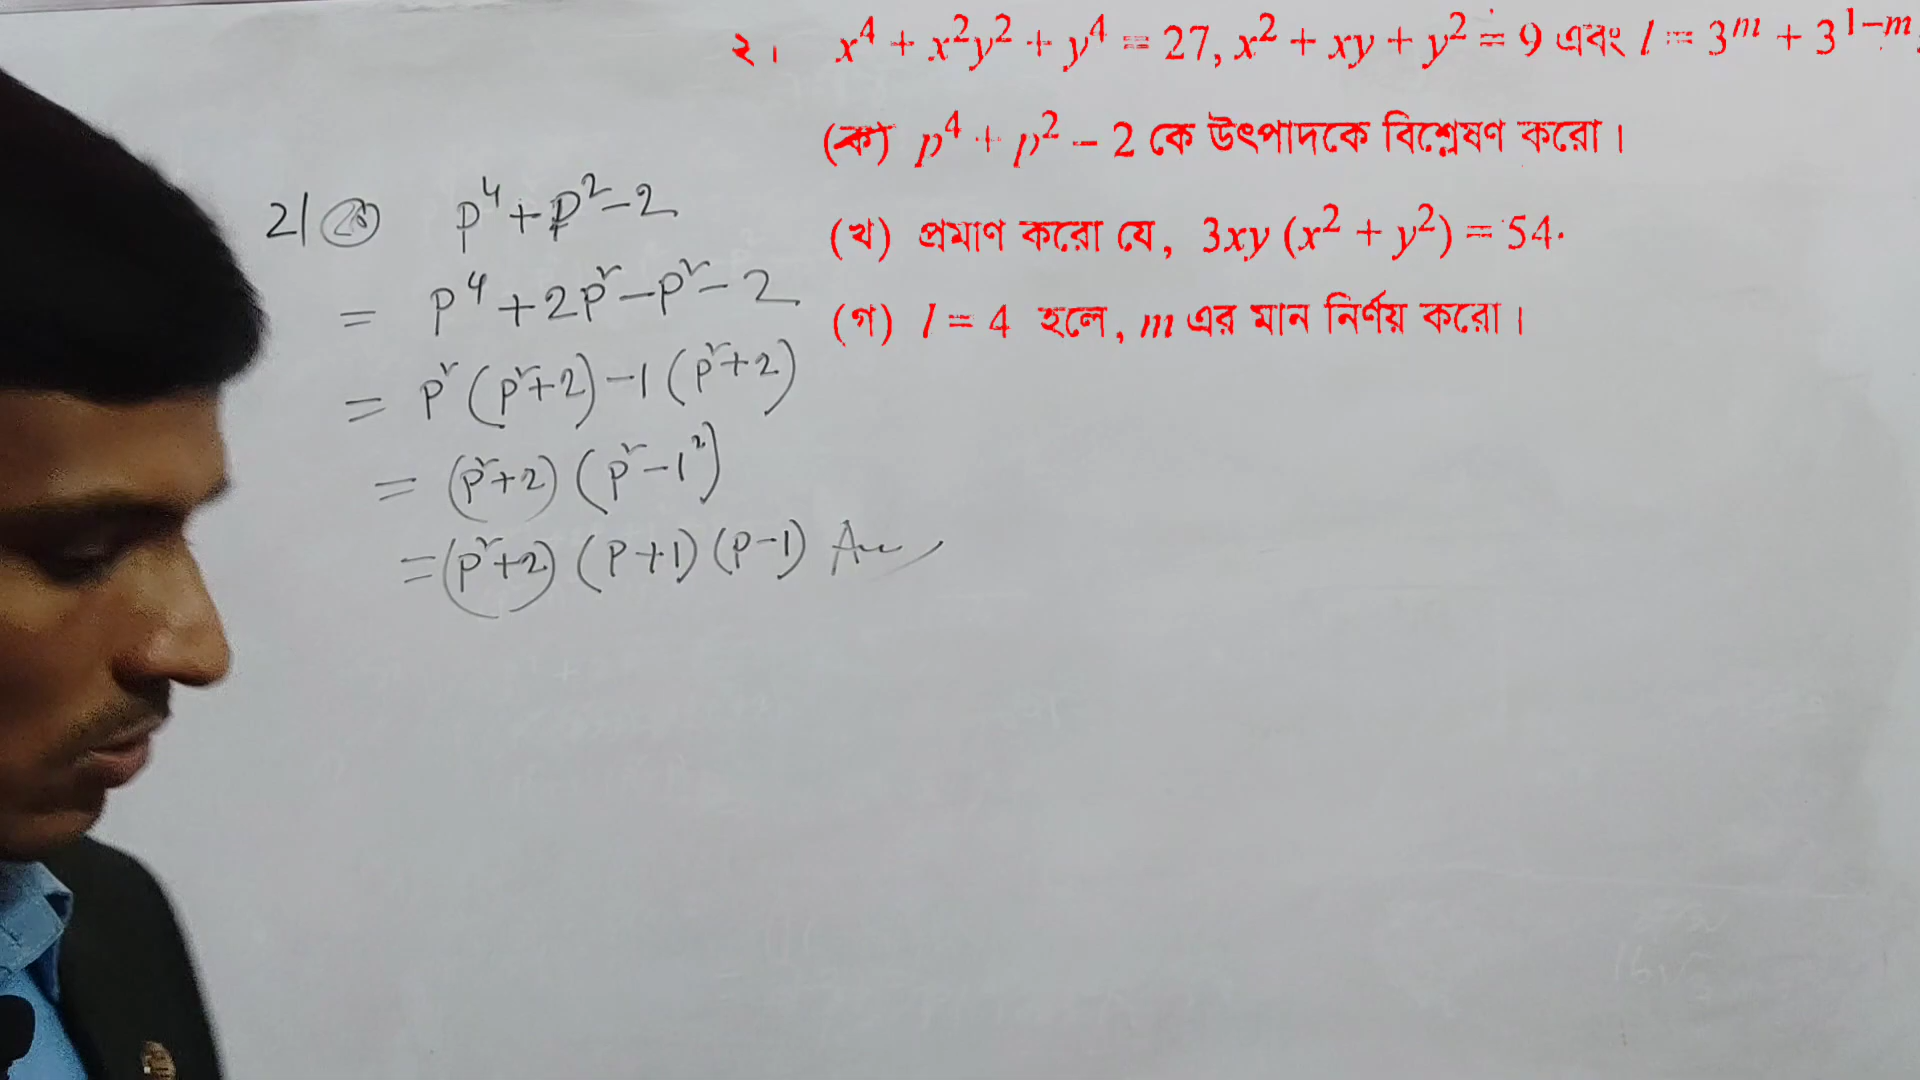 ২। x⁴ + x²y² + y⁴ = 27, x² + xy + y² = 9 এবং l = 3ᵐ + 3¹⁻ᵐ
(ক) p⁴ + p² − 2 কে উৎপাদকে বিশ্লেষণ করো।
(খ) প্রমাণ করো যে, 3xy (x² + y²) = 54.
(গ) l = 4 হলে, m এর মান নির্ণয় করো।
2| (ক) p⁴ + p² − 2
= p⁴ + 2p² − p² − 2
= p² (p² + 2) − 1 (p² + 2)
= (p² + 2) (p² − 1²)
= (p² + 2) (p + 1) (p − 1) Ans